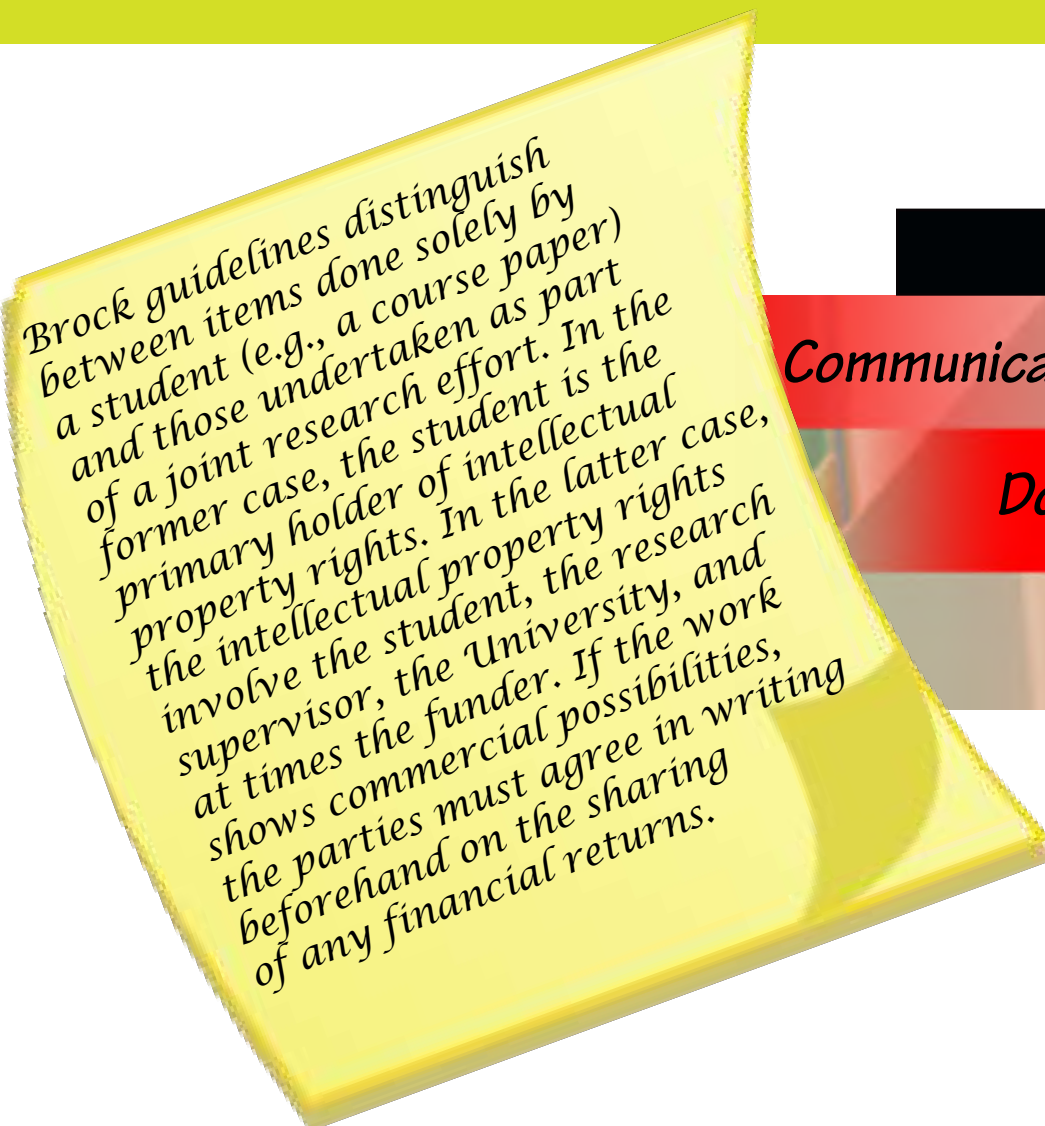 Brock guidelines distinguish
between items done solely by
a student (e.g., a course paper)
and those undertaken as part
of a joint research effort. In the
former case, the student is the
primary holder of intellectual
property rights. In the latter case,
the intellectual property rights
involve the student, the research
supervisor, the University, and
at times the funder. If the work
shows commercial possibilities,
the parties must agree in writing
beforehand on the sharing
of any financial returns.